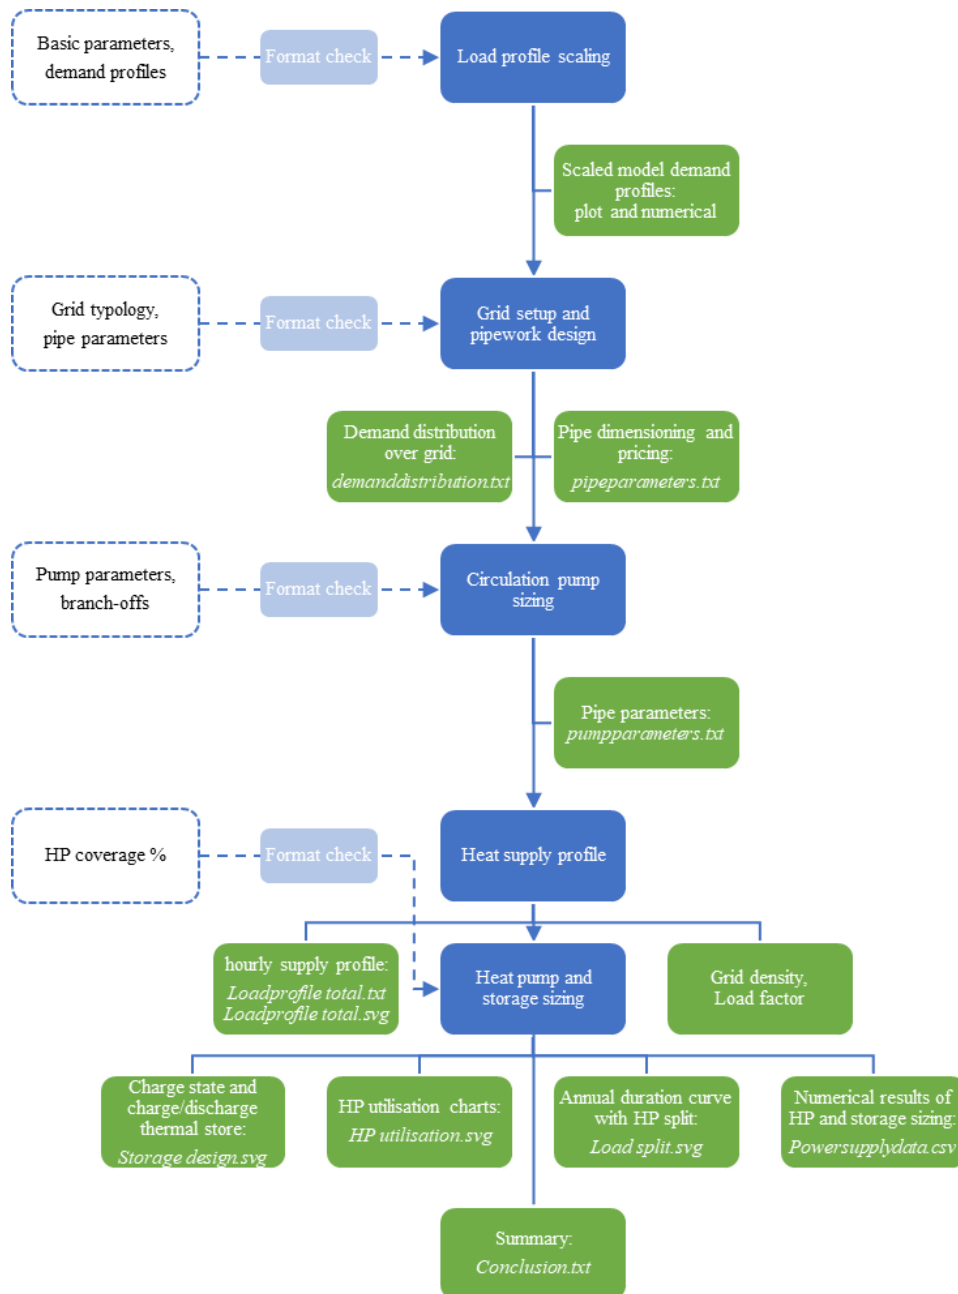 Basic parameters,
demand profiles
Format check
Load profile scaling
Scaled model demand
profiles:
plot and numerical
Grid typology,
pipe parameters
Format check
Grid setup and
pipework design
Demand distribution
over grid:
demanddistribution.txt
Pipe dimensioning and
pricing:
pipeparameters.txt
Pump parameters,
branch-offs
Format check
Circulation pump
sizing
Pipe parameters:
pumpparameters.txt
HP coverage %
Format check
Heat supply profile
hourly supply profile:
Loadprofile total.txt
Loadprofile total.svg
Heat pump and
storage sizing
Grid density,
Load factor
Charge state and
charge/discharge
thermal store:
Storage design.svg
HP utilisation charts:
HP utilisation.svg
Annual duration curve
with HP split:
Load split.svg
Numerical results of
HP and storage sizing:
Powersupplydata.csv
Summary:
Conclusion.txt